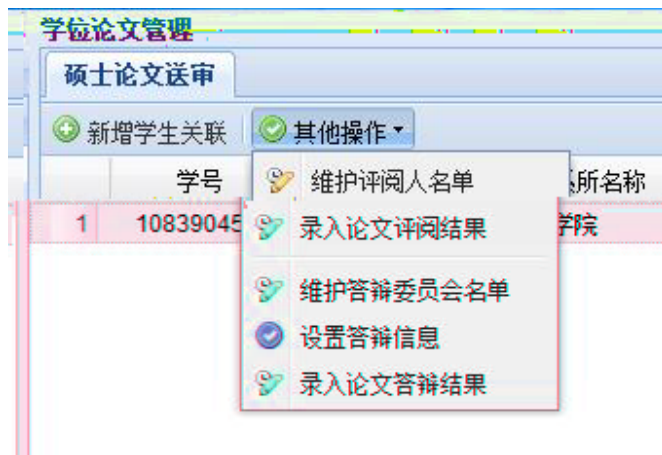 学位论文管理
硕士论文送审
新增学生关联 其他操作
学号 所名称
维护评阅人名单
1 10839045 学院
录入论文评阅结果
维护答辩委员会名单
设置答辩信息
录入论文答辩结果